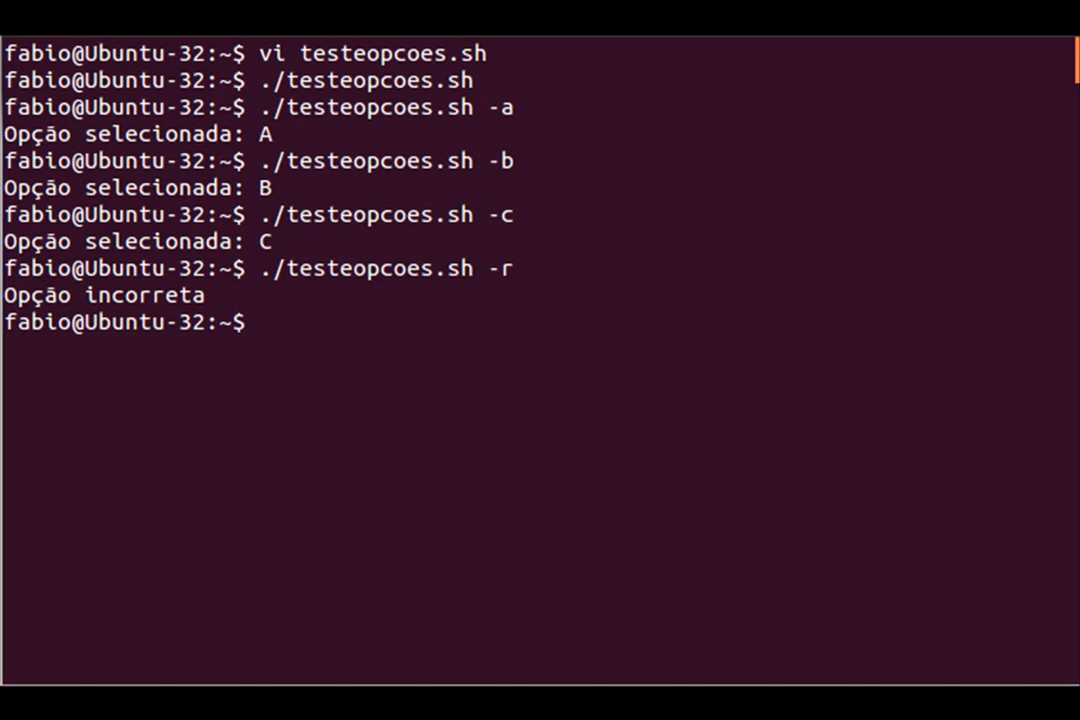 fabio@Ubuntu-32:~$ vi testeopcoes.sh
fabio@Ubuntu-32:~$ ./testeopcoes.sh
fabio@Ubuntu-32:~$ ./testeopcoes.sh -a
Opção selecionada: A
fabio@Ubuntu-32:~$ ./testeopcoes.sh -b
Opção selecionada: B
fabio@Ubuntu-32:~$ ./testeopcoes.sh -c
Opção selecionada: C
fabio@Ubuntu-32:~$ ./testeopcoes.sh -r
Opção incorreta
fabio@Ubuntu-32:~$